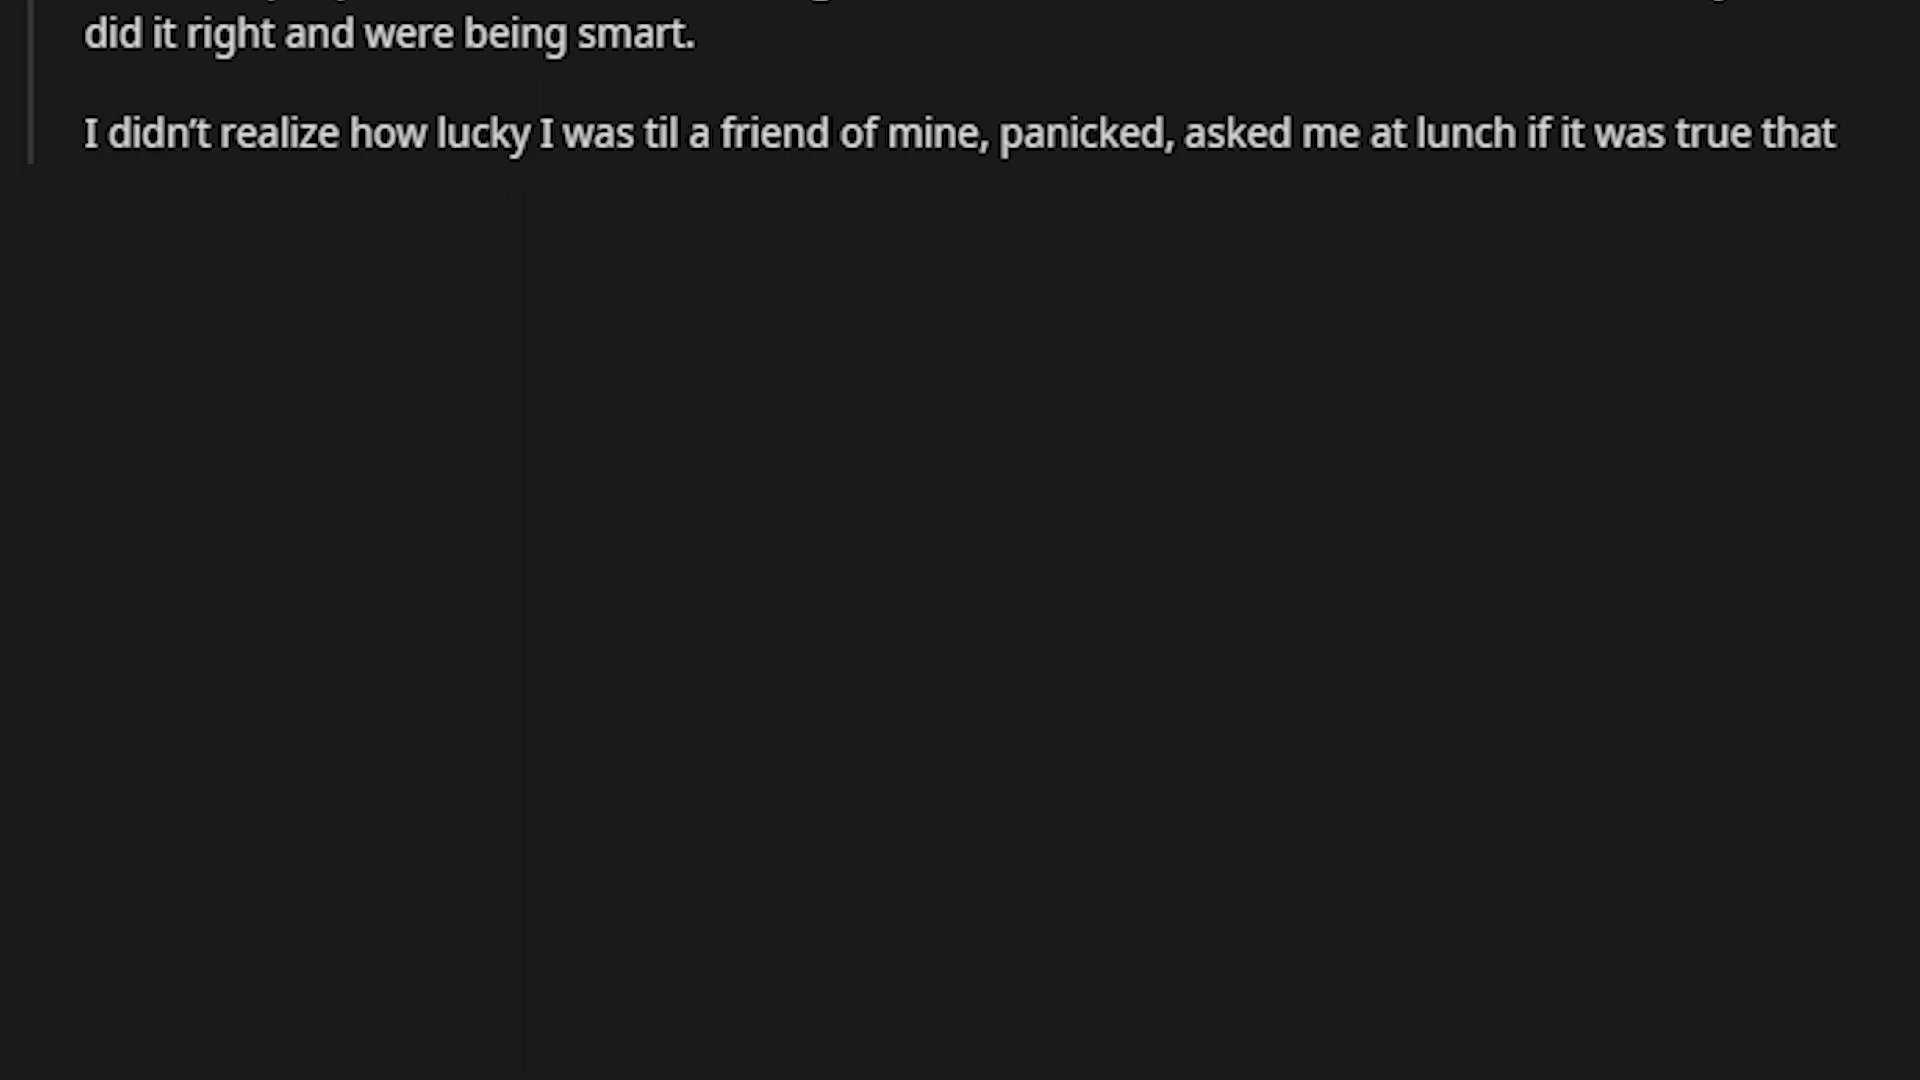 did it right and were being smart.
I didn’t realize how lucky I was til a friend of mine, panicked, asked me at lunch if it was true that